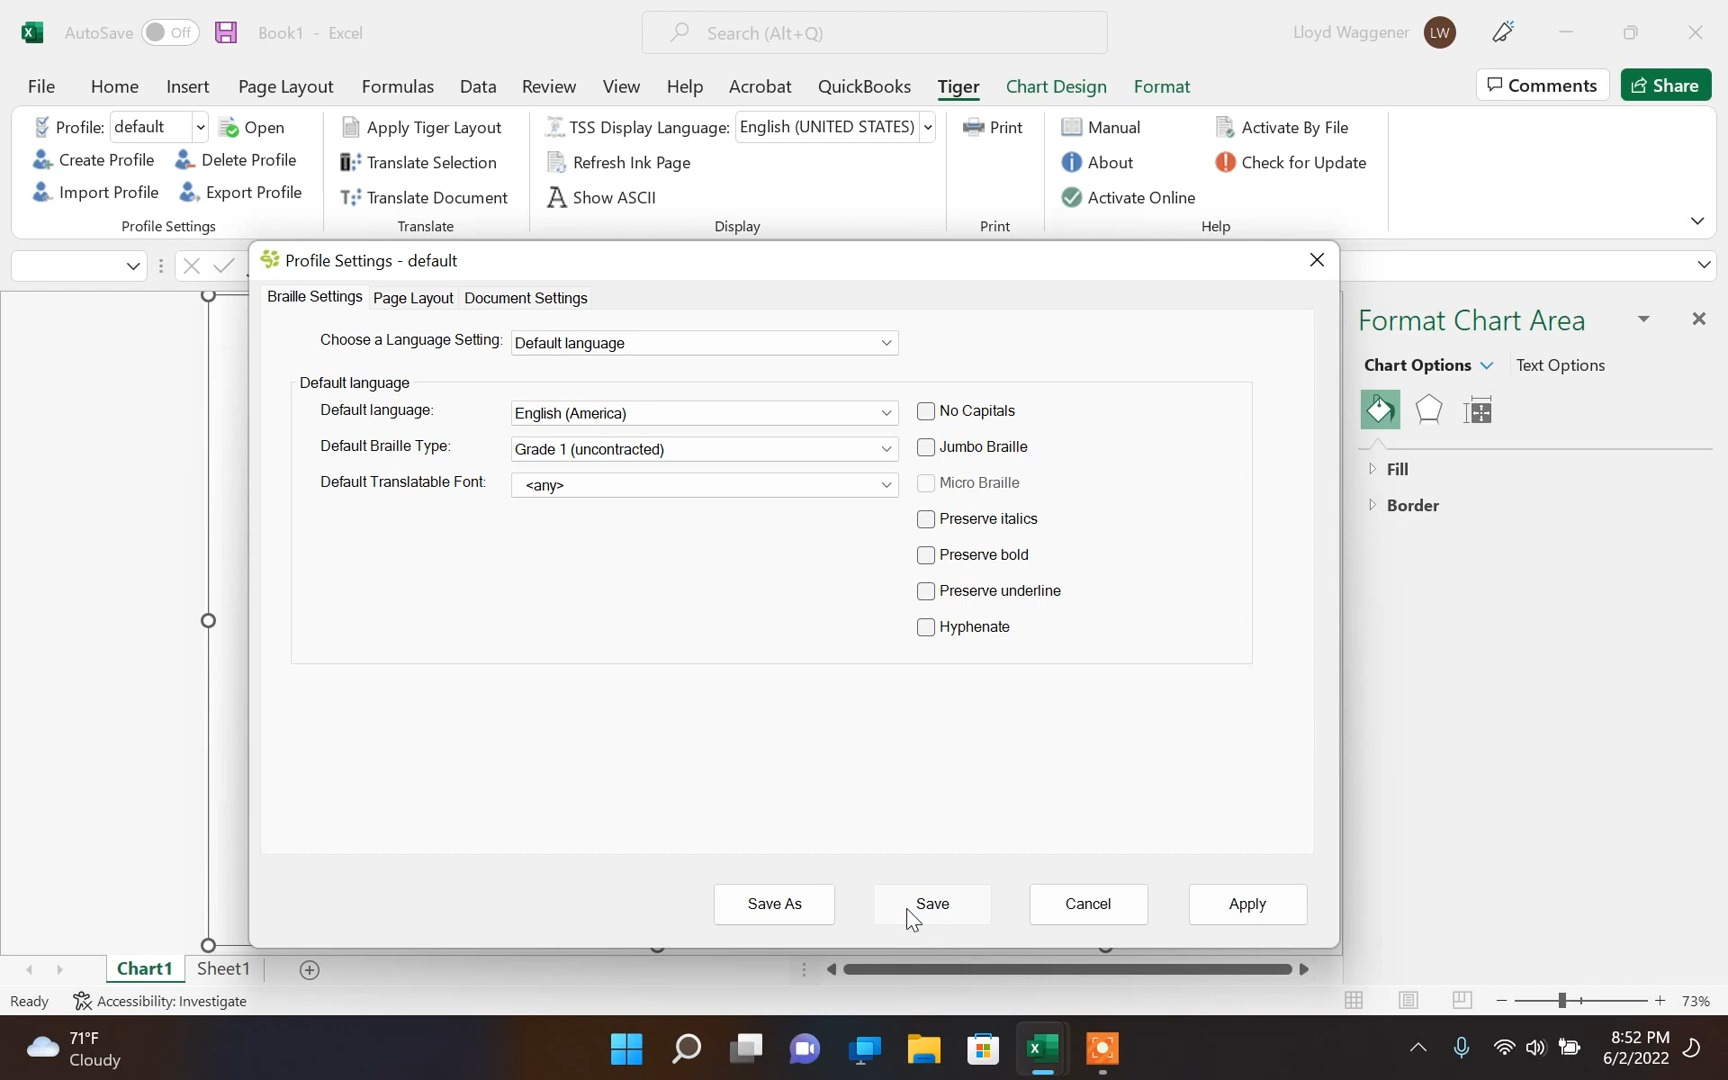 AutoSave Off Book1 - Excel Search (Alt+Q) Lloyd Waggener LW
File Home Insert Page Layout Formulas Data Review View Help Acrobat QuickBooks Tiger Chart Design Format Comments Share
Profile: default Open Apply Tiger Layout TSS Display Language: English (UNITED STATES) Print Manual Activate By File
Create Profile Delete Profile Translate Selection Refresh Ink Page About Check for Update
Import Profile Export Profile Translate Document Show ASCII Activate Online
Profile Settings Translate Display Print Help
Profile Settings - default
Braille Settings Page Layout Document Settings
Choose a Language Setting: Default language
Default language
Default language: English (America) No Capitals
Default Braille Type: Grade 1 (uncontracted) Jumbo Braille
Default Translatable Font: <any> Micro Braille
Preserve italics
Preserve bold
Preserve underline
Hyphenate
Save As Save Cancel Apply
Format Chart Area
Chart Options Text Options
Fill
Border
Chart1 Sheet1
Ready Accessibility: Investigate 73%
71°F
Cloudy
8:52 PM
6/2/2022